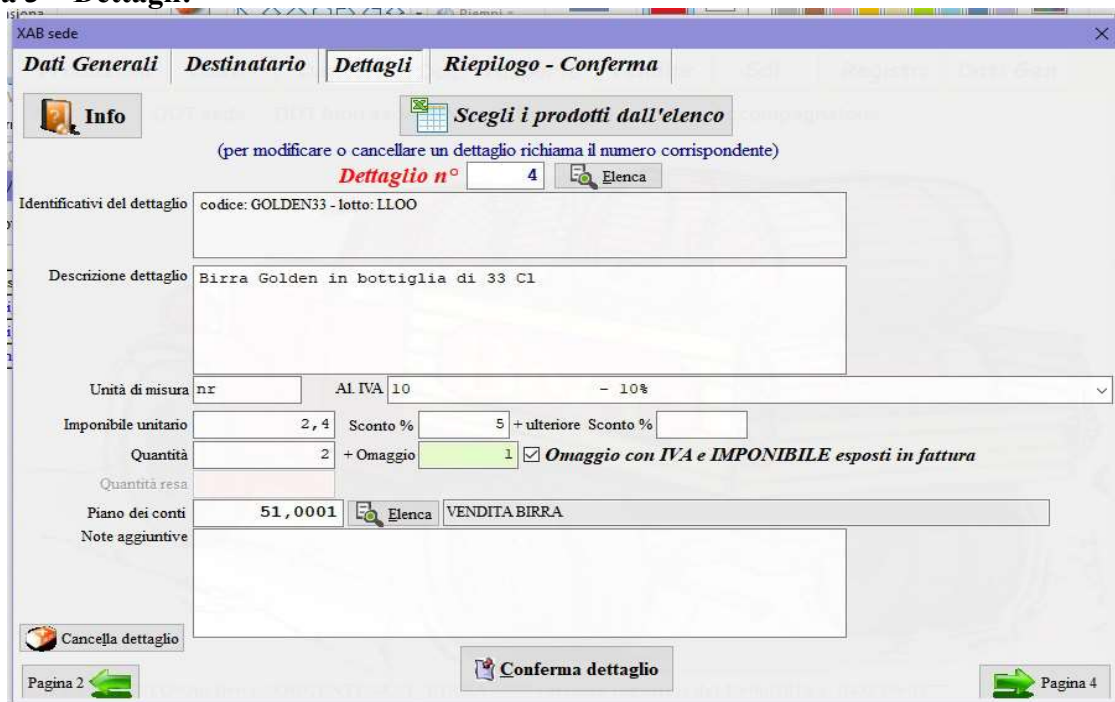 XAB sede
Dati Generali Destinatario Dettagli Riepilogo - Conferma
Info Scegli i prodotti dall'elenco
(per modificare o cancellare un dettaglio richiama il numero corrispondente)
Dettaglio n° 4 Elenca
Identificativi del dettaglio codice: GOLDEN33 - lotto: LLOO
Descrizione dettaglio Birra Golden in bottiglia di 33 Cl
Unità di misura nr Al. IVA 10 - 10%
Imponibile unitario 2,4 Sconto % 5 + ulteriore Sconto %
Quantità 2 + Omaggio 1 Omaggio con IVA e IMPONIBILE esposti in fattura
Quantità resa
Piano dei conti 51,0001 Elenca VENDITA BIRRA
Note aggiuntive
Cancella dettaglio
Conferma dettaglio
Pagina 2 Pagina 4